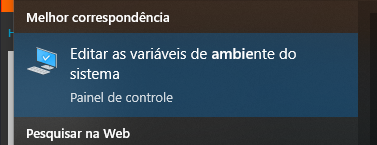 Melhor correspondência
Editar as variáveis de ambiente do
sistema
Painel de controle
Pesquisar na Web